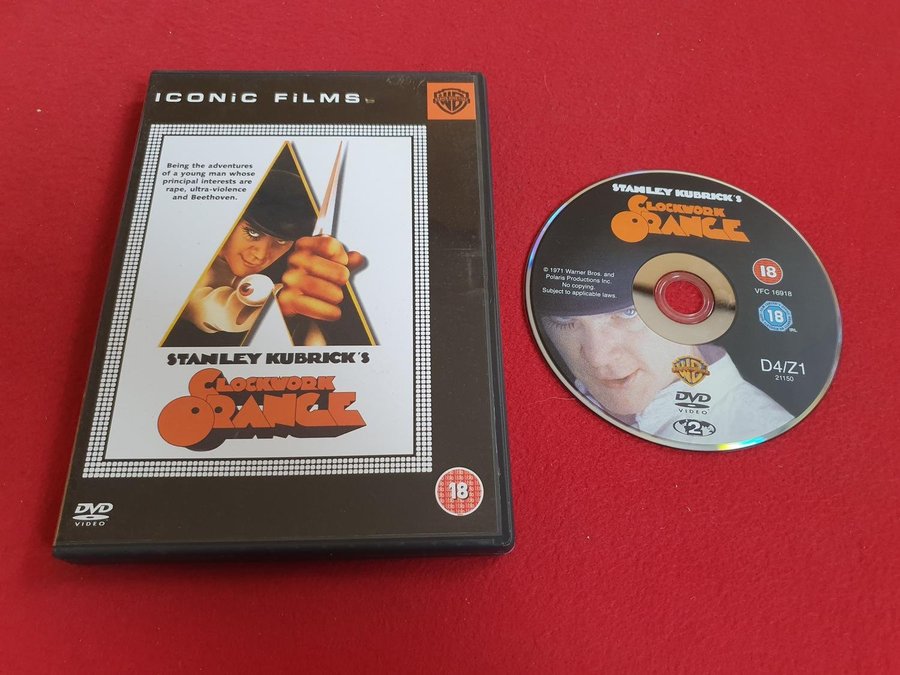 ICONiC FiLMS
WB
Being the adventures
of a young man whose
principal interests are
rape, ultra-violence
and Beethoven.
STANLEY KUBRICK'S
CLOCKWORK
ORANGE
DVD
VIDEO
18
STANLEY KUBRICK'S
CLOCKWORK
ORANGE
© 1971 Warner Bros. and
Polaris Productions Inc.
No copying.
Subject to applicable laws.
18
VFC 16918
18
IRL
WB
D4/Z1
21150
DVD
VIDEO
2